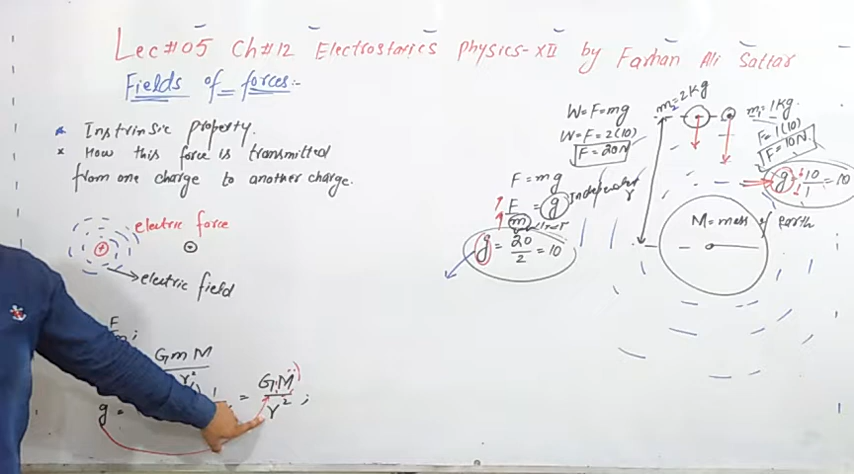 Lec#05 Ch#12 Electrostatics Physics-XII by Farhan Ali Sattar
Fields of forces:-
Instrinsic property.
How this force is transmitted
from one charge to another charge.
electric force
electric field
F
GmM
r²
g =
= GM
r² ;
W=F=mg
W=F=2(10)
F=20N
F=mg
F = g Independent
m r
g = 20 = 10
2
m₂=2kg
m₁=1kg.
F=1(10)
F=10N.
g = 10 = 10
1
M=mass of earth